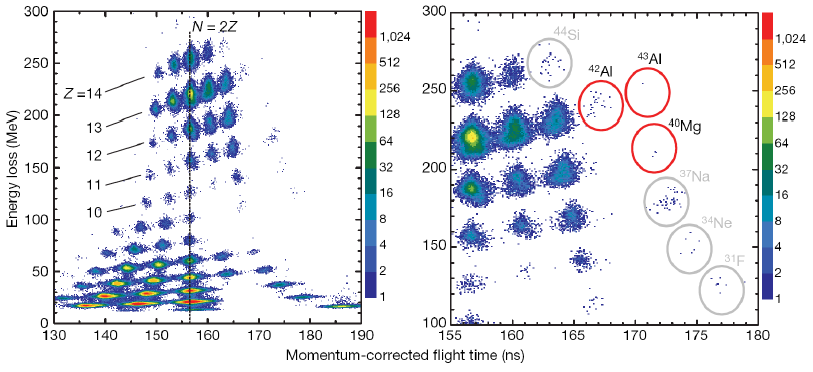 300
250
200
150
100
50
0
Energy loss (MeV)
130 140 150 160 170 180 190
N = 2Z
Z =14
13
12
11
10
1,024
512
256
128
64
32
16
8
4
2
1
300
250
200
150
100
155 160 165 170 175 180
⁴⁴Si
⁴²Al
⁴³Al
⁴⁰Mg
³⁷Na
³⁴Ne
³¹F
1,024
512
256
128
64
32
16
8
4
2
1
Momentum-corrected flight time (ns)